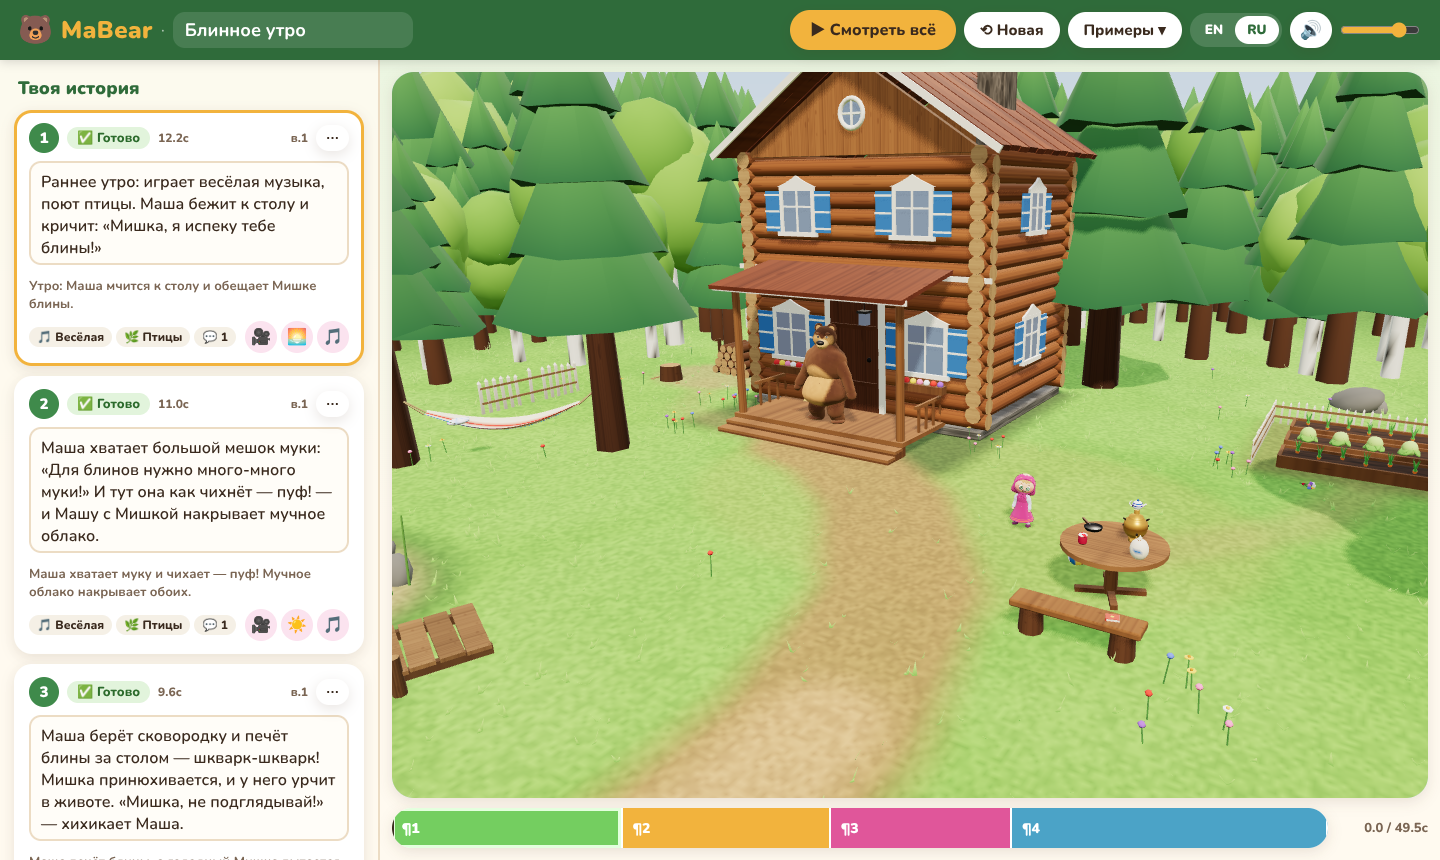 MaBear · Блинное утро
▶ Смотреть всё
⟲ Новая
Примеры ▾
EN RU
Твоя история
1 ✅ Готово 12.2с в.1 ...
Раннее утро: играет весёлая музыка,
поют птицы. Маша бежит к столу и
кричит: «Мишка, я испеку тебе
блины!»
Утро: Маша мчится к столу и обещает Мишке
блины.
🎵 Весёлая 🌿 Птицы 💬 1
2 ✅ Готово 11.0с в.1 ...
Маша хватает большой мешок муки:
«Для блинов нужно много-много
муки!» И тут она как чихнёт — пуф! —
и Машу с Мишкой накрывает мучное
облако.
Маша хватает муку и чихает — пуф! Мучное
облако накрывает обоих.
🎵 Весёлая 🌿 Птицы 💬 1
3 ✅ Готово 9.6с в.1 ...
Маша берёт сковородку и печёт
блины за столом — шкварк-шкварк!
Мишка принюхивается, и у него урчит
в животе. «Мишка, не подглядывай!»
— хихикает Маша.
¶1 ¶2 ¶3 ¶4
0.0 / 49.5с